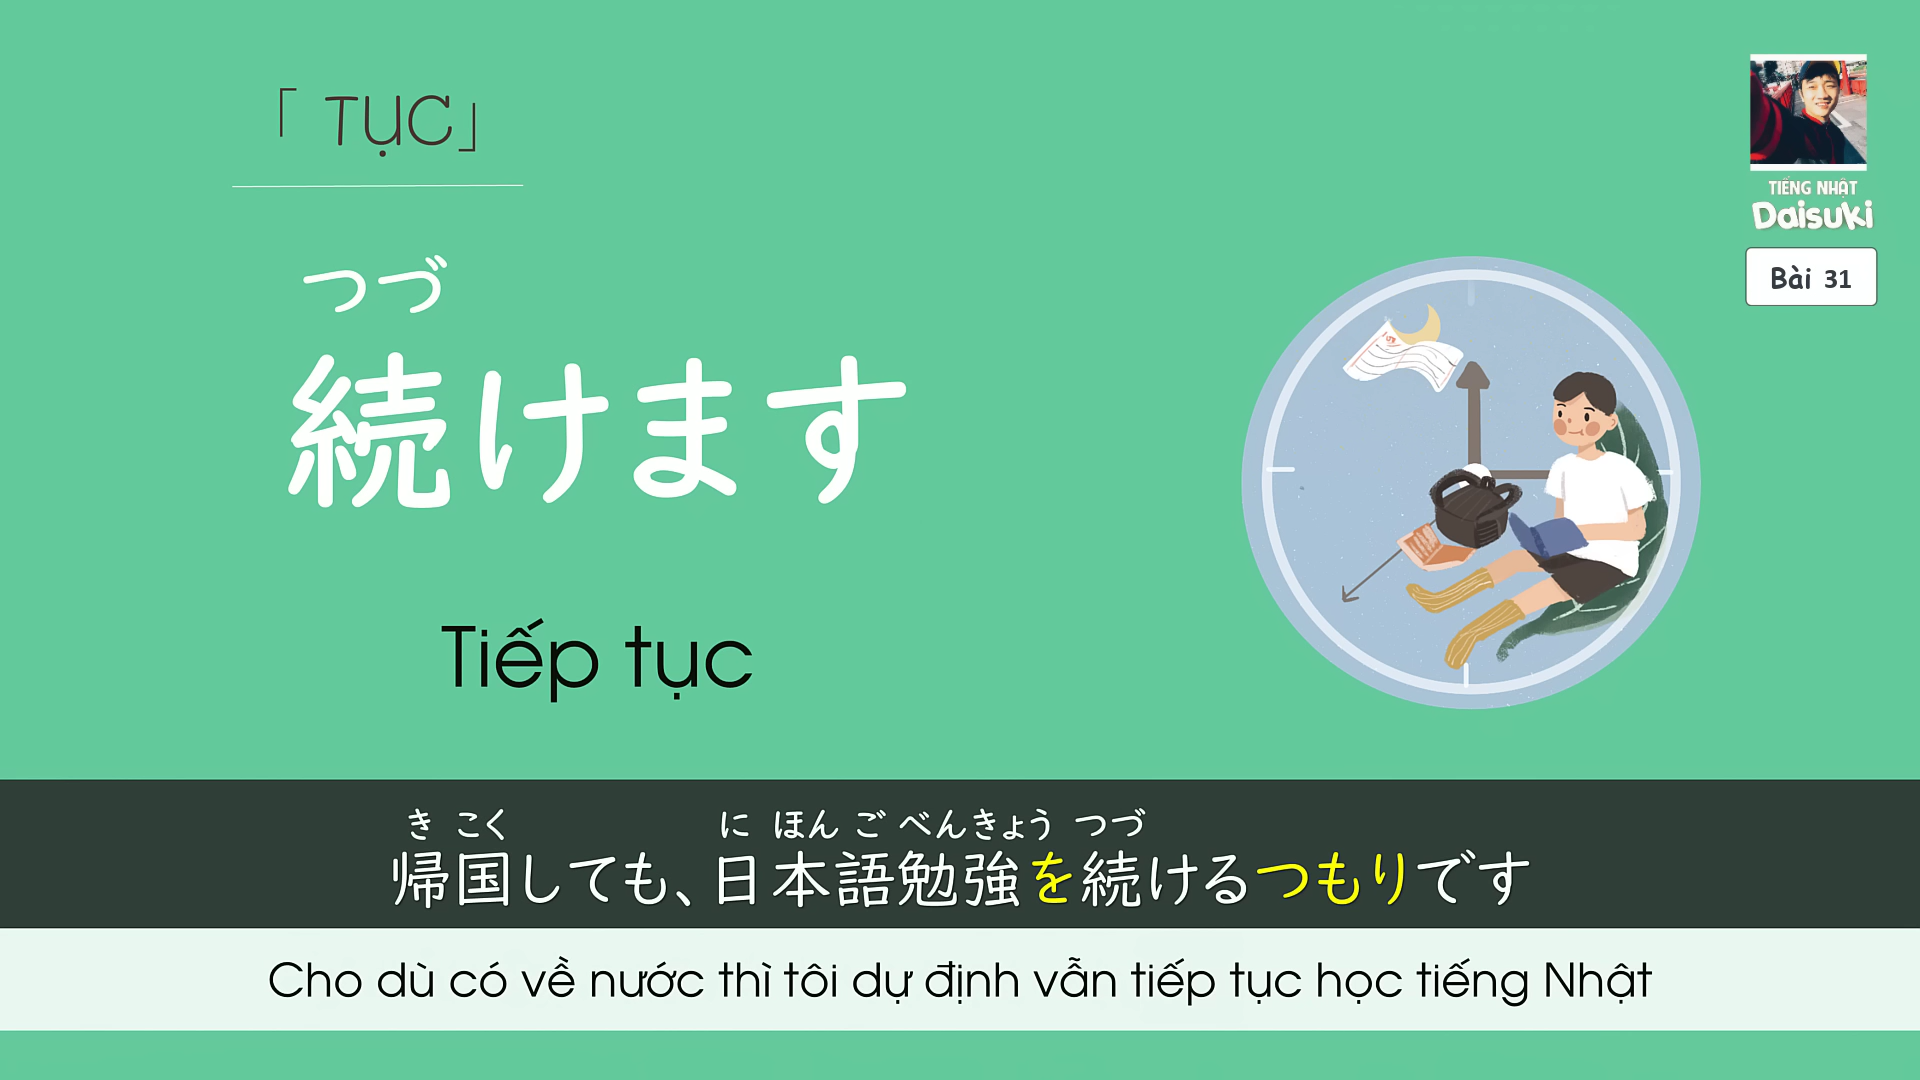 「 TỤC」
つづ
続けます
Tiếp tục
TIẾNG NHẬT
Daisuki
Bài 31
き こく に ほん ご べんきょう つづ
帰国しても、日本語勉強を続けるつもりです
Cho dù có về nước thì tôi dự định vẫn tiếp tục học tiếng Nhật